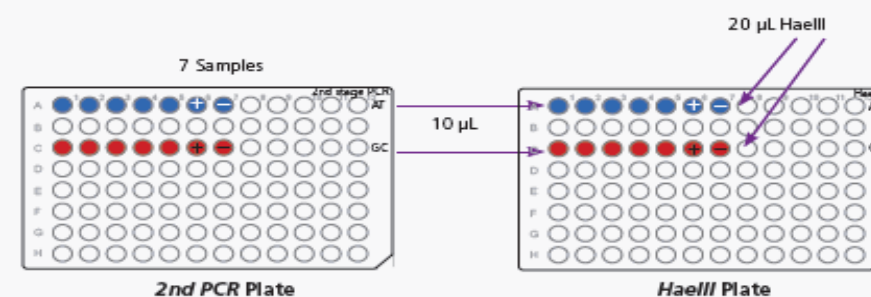 20 µL HaeIII
7 Samples
2nd stage PCR
A + − AT
B
C + − GC
D
E
F
G
H
10 µL
+ −
B
+ −
D
E
F
G
H
2nd PCR Plate
HaeIII Plate